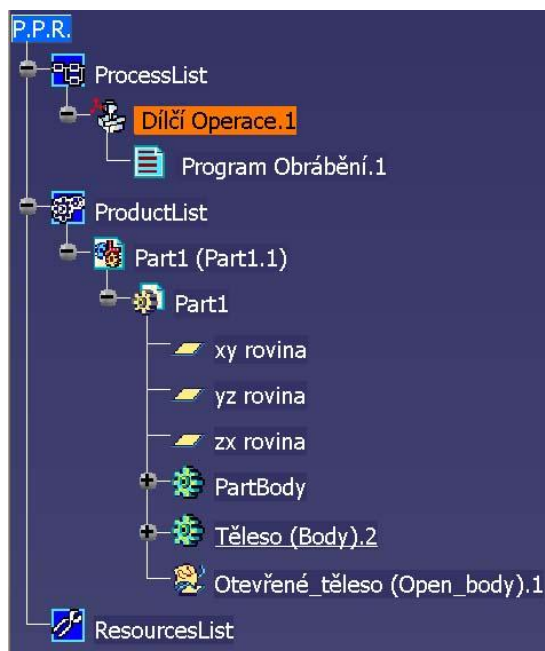 P.P.R.
ProcessList
Dílčí Operace.1
Program Obrábění.1
ProductList
Part1 (Part1.1)
Part1
xy rovina
yz rovina
zx rovina
PartBody
Těleso (Body).2
Otevřené_těleso (Open_body).1
ResourcesList